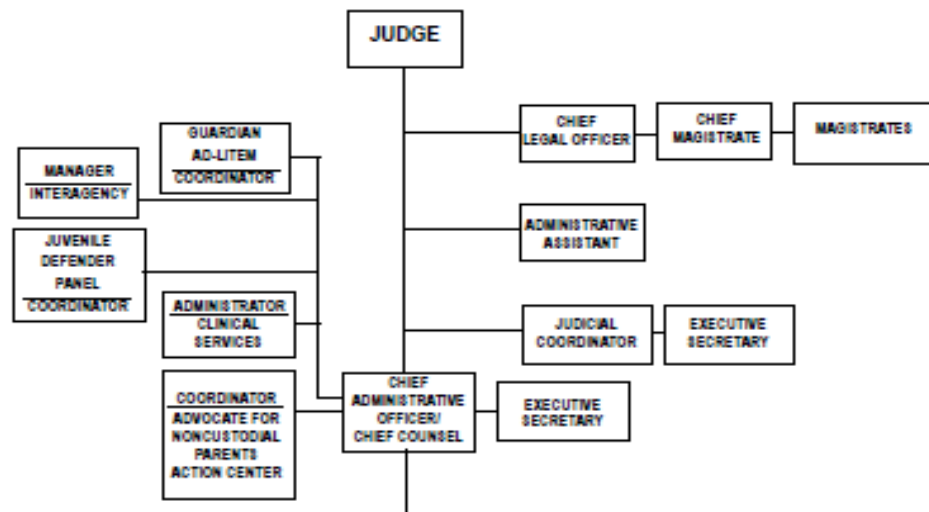 JUDGE
CHIEF
LEGAL OFFICER
CHIEF
MAGISTRATE
MAGISTRATES
GUARDIAN
AD-LITEM
COORDINATOR
MANAGER
INTERAGENCY
ADMINISTRATIVE
ASSISTANT
JUVENILE
DEFENDER
PANEL
COORDINATOR
ADMINISTRATOR
CLINICAL
SERVICES
JUDICIAL
COORDINATOR
EXECUTIVE
SECRETARY
COORDINATOR
ADVOCATE FOR
NONCUSTODIAL
PARENTS
ACTION CENTER
CHIEF
ADMINISTRATIVE
OFFICER/
CHIEF COUNSEL
EXECUTIVE
SECRETARY